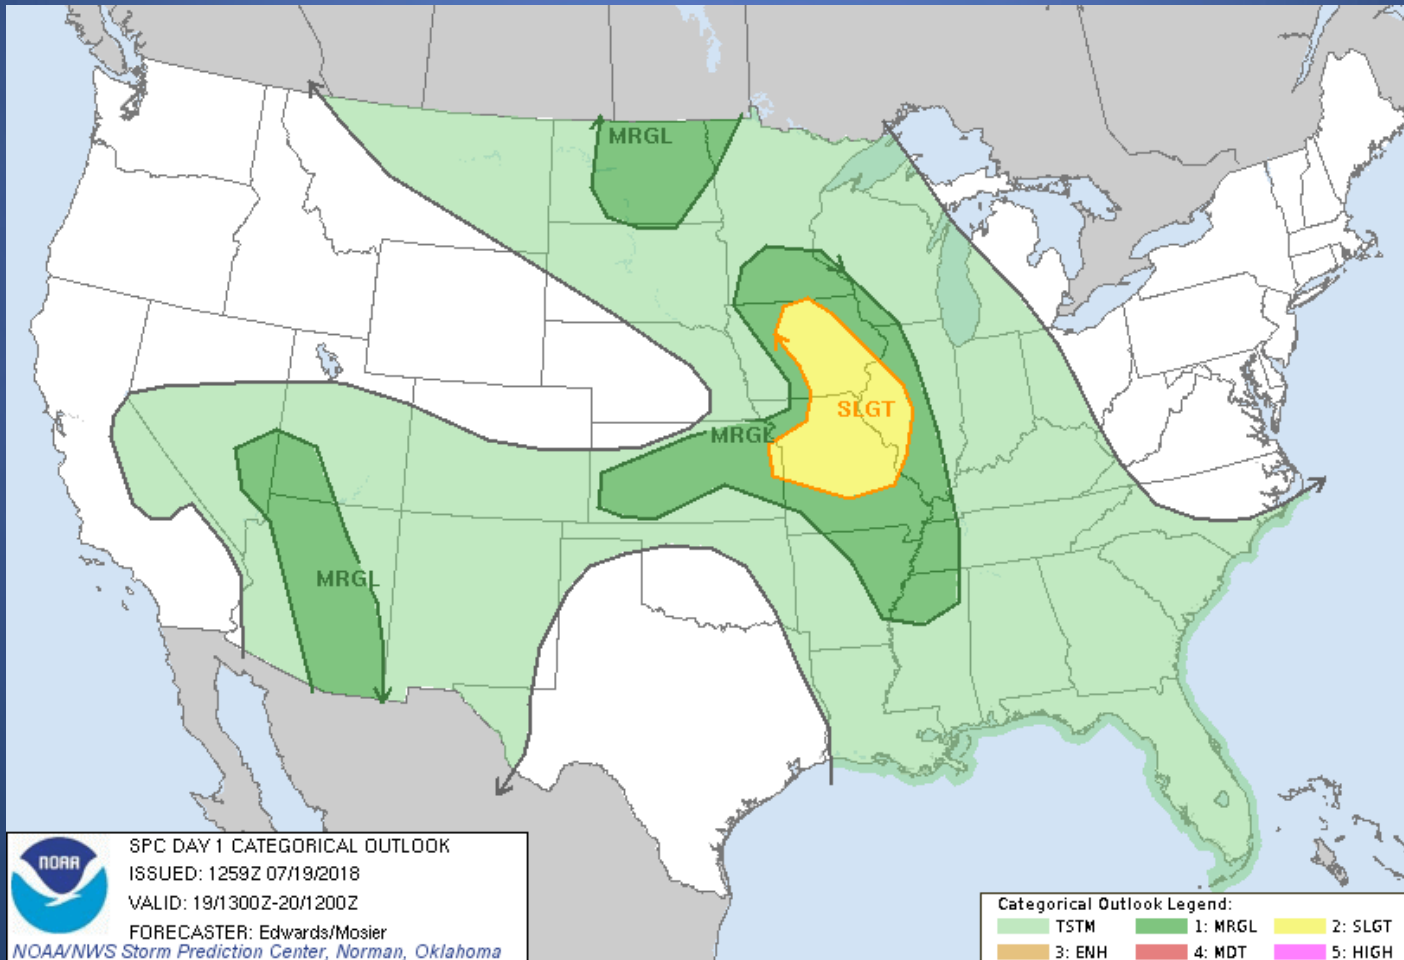 MRGL
SLGT
MRGL
MRGL
NOAA
SPC DAY 1 CATEGORICAL OUTLOOK
ISSUED: 1259Z 07/19/2018
VALID: 19/1300Z-20/1200Z
FORECASTER: Edwards/Mosier
NOAA/NWS Storm Prediction Center, Norman, Oklahoma
Categorical Outlook Legend:
TSTM 1: MRGL 2: SLGT
3: ENH 4: MDT 5: HIGH